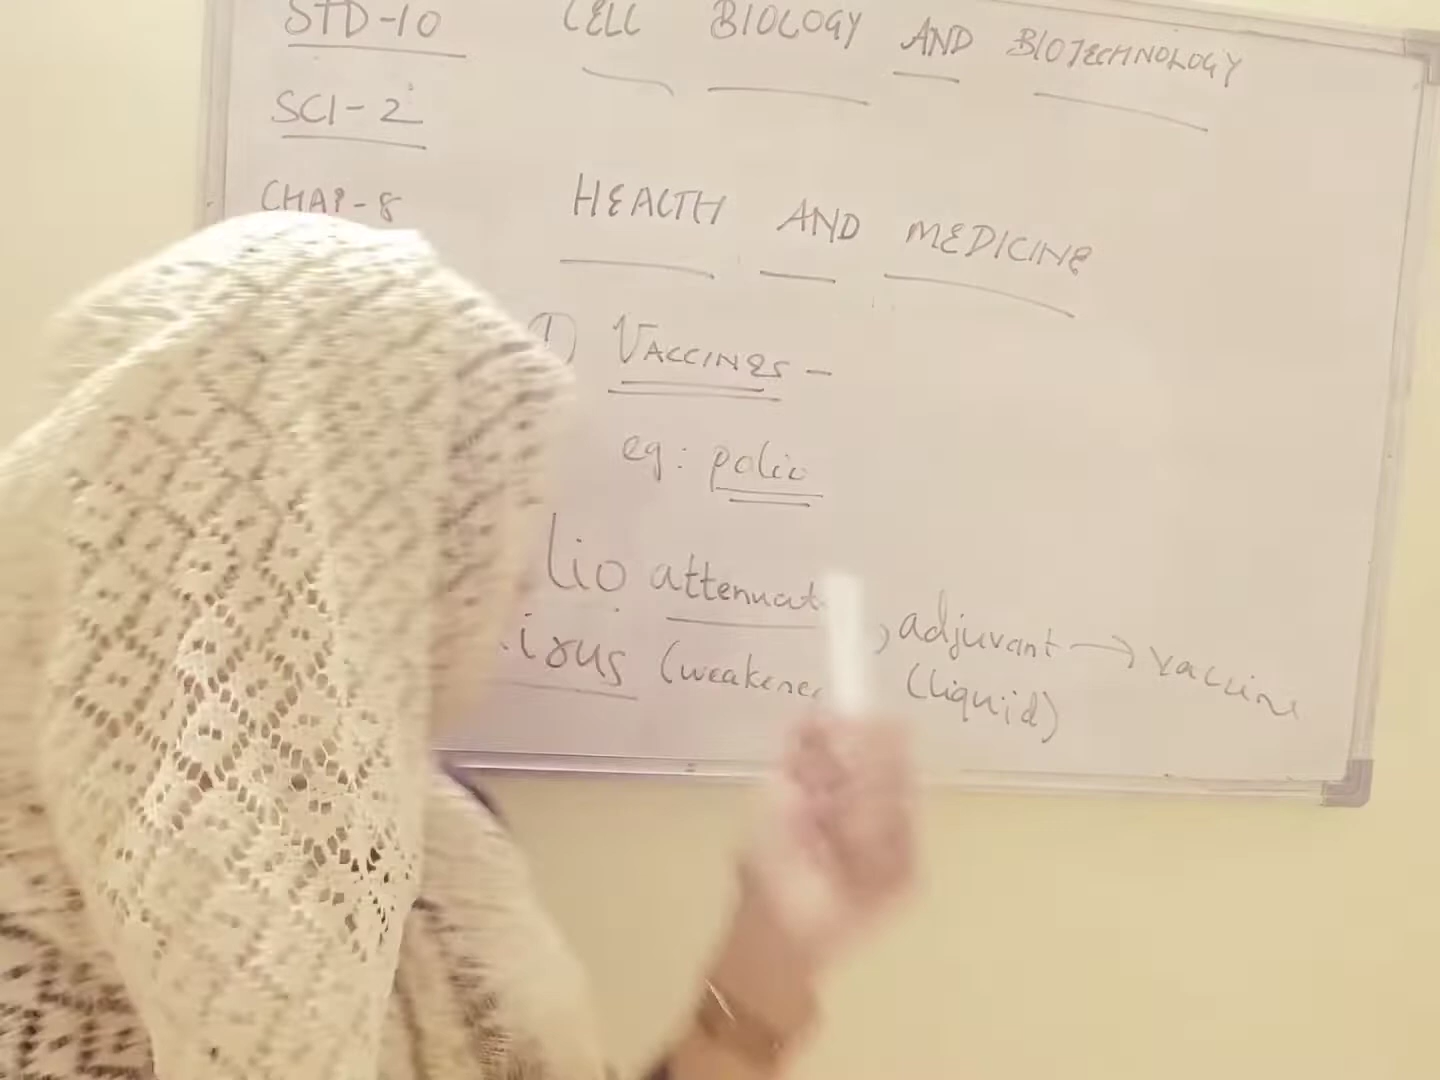 STD-10 CELL BIOLOGY AND BIOTECHNOLOGY
SCI-2
CHAP-8 HEALTH AND MEDICINE
1) VACCINES -
eg: polio
lio attenuat , adjuvant → vaccine
irus (weakene (liquid)